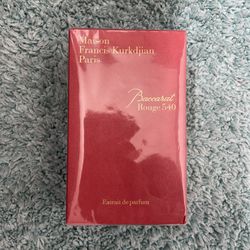 Maison
Francis Kurkdjian
Paris
Baccarat
Rouge 540
Extrait de parfum